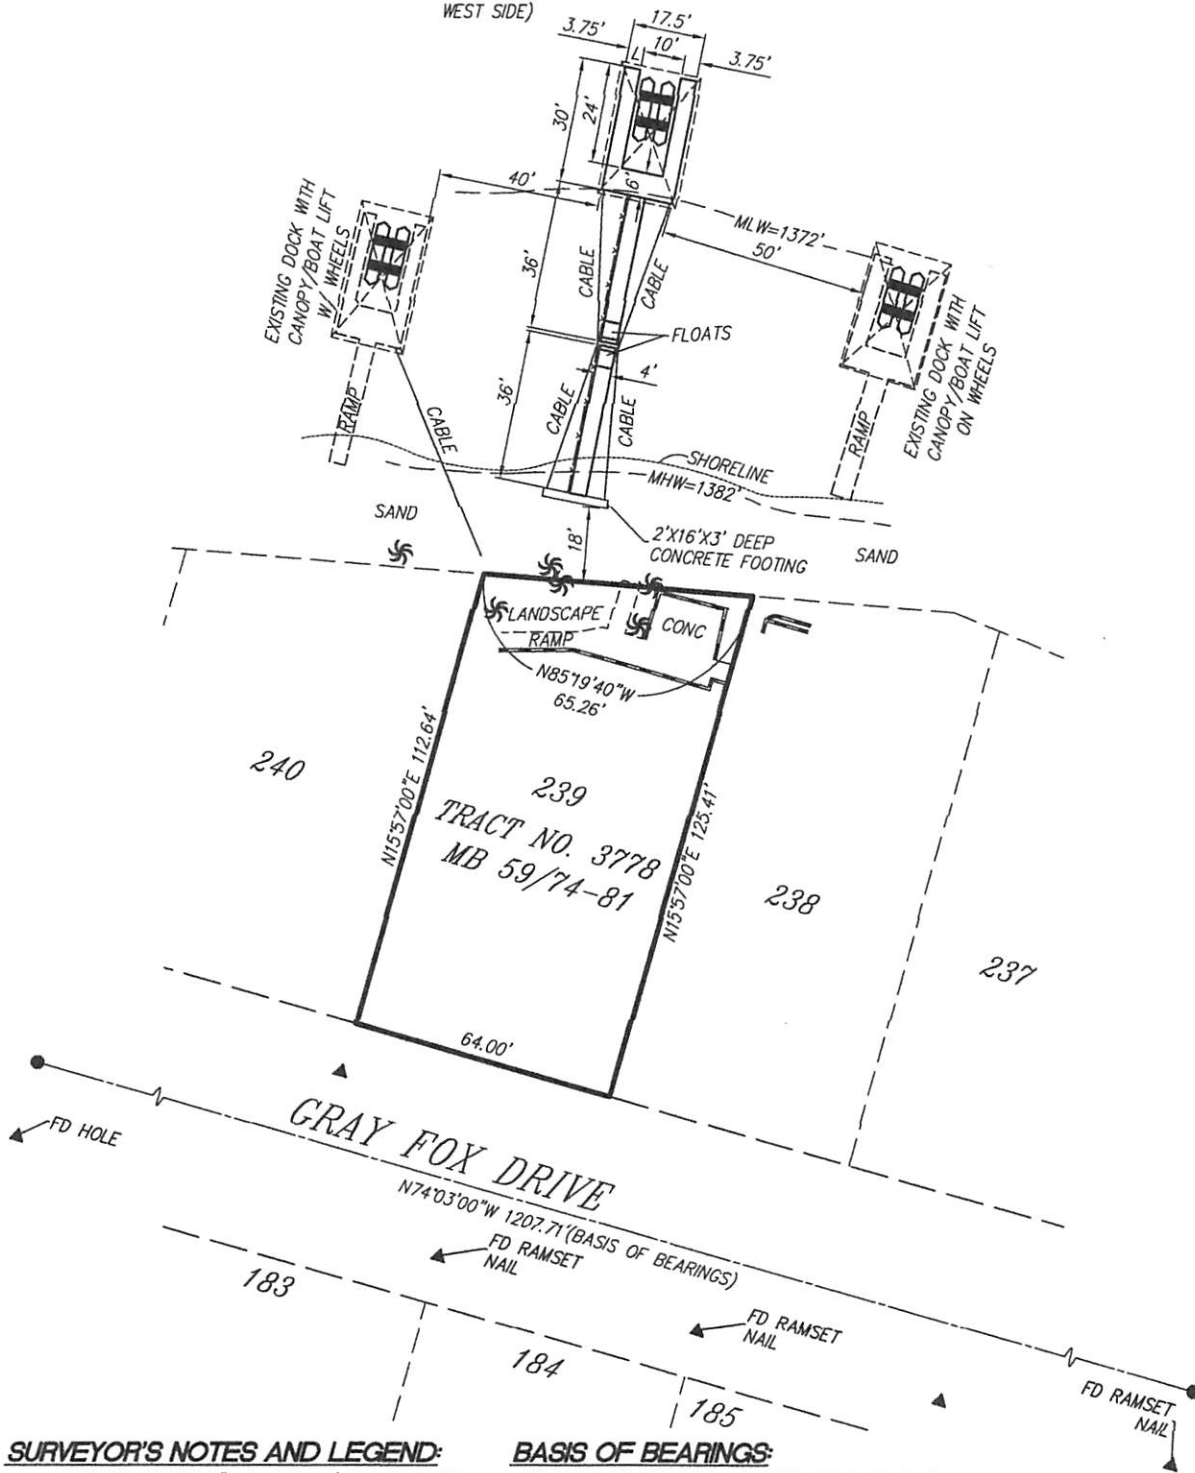 WEST SIDE)
17.5'
3.75'
10'
3.75'
30'
24'
6'
40'
MLW=1372'
50'
EXISTING DOCK WITH
CANOPY/BOAT LIFT
W/ WHEELS
36'
CABLE
CABLE
FLOATS
EXISTING DOCK WITH
CANOPY/BOAT LIFT
ON WHEELS
4'
36'
RAMP
CABLE
CABLE
CABLE
RAMP
SHORELINE
MHW=1382'
SAND
18'
2'X16'X3' DEEP
CONCRETE FOOTING
SAND
LANDSCAPE
CONC
RAMP
N85°19'40"W
65.26'
N15°57'00"E 112.64'
240
239
TRACT NO. 3778
MB 59/74-81
N15°57'00"E 125.41'
238
237
64.00'
FD HOLE
GRAY FOX DRIVE
N74°03'00"W 1207.71'(BASIS OF BEARINGS)
FD RAMSET
NAIL
183
FD RAMSET
NAIL
184
FD RAMSET
NAIL
185
SURVEYOR'S NOTES AND LEGEND:
BASIS OF BEARINGS: